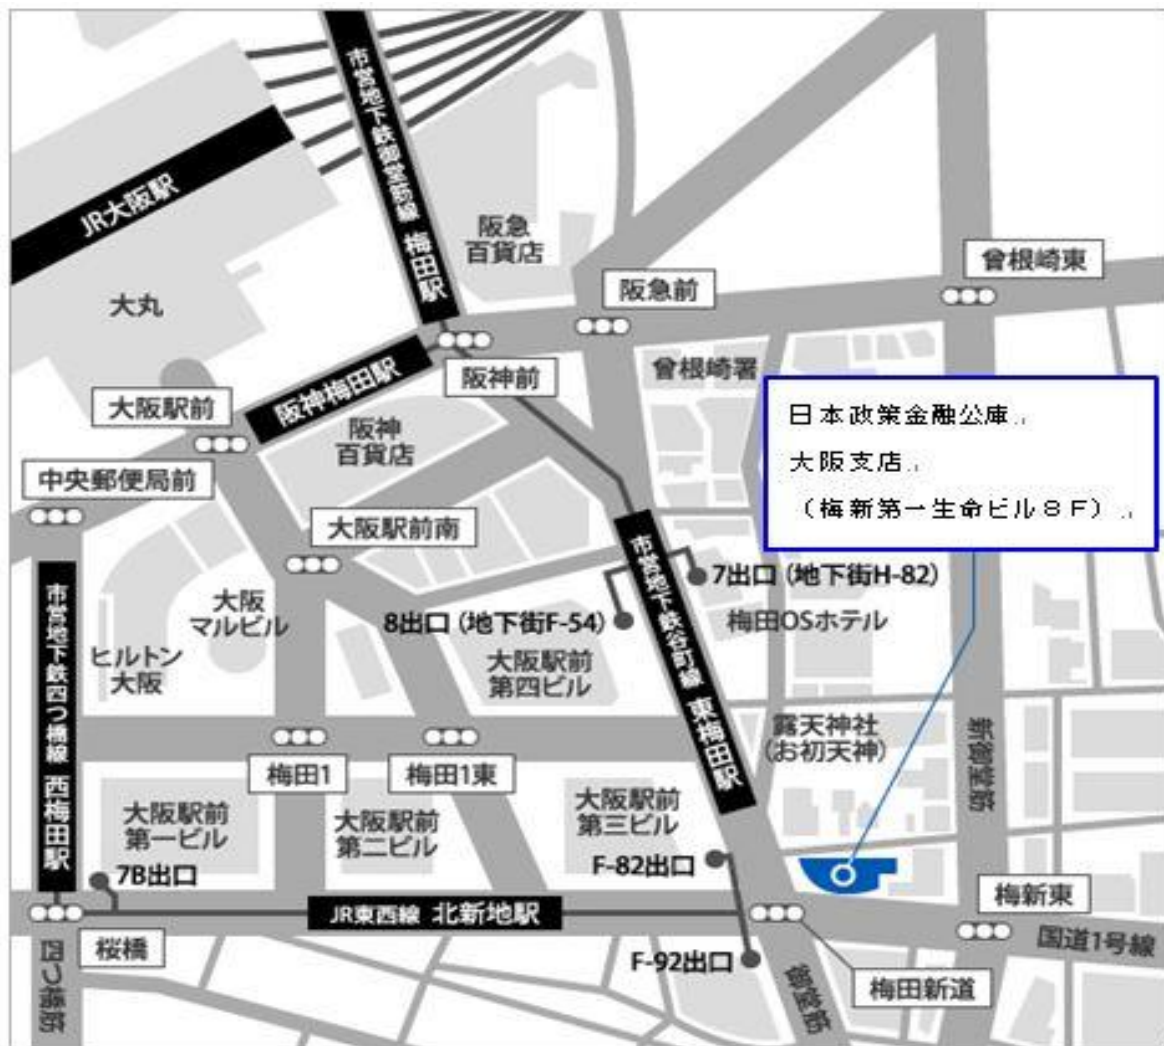 市営地下鉄御堂筋線 梅田駅
JR大阪駅
阪急
百貨店
曾根崎東
阪急前
大丸
阪神梅田駅
阪神前
曾根崎署
大阪駅前
阪神
百貨店
日本政策金融公庫
大阪支店
（梅新第一生命ビル８Ｆ）
中央郵便局前
大阪駅前南
市営地下鉄谷町線 東梅田駅
7出口 (地下街H-82)
8出口 (地下街F-54)
梅田OSホテル
市営地下鉄四つ橋線 西梅田駅
大阪
マルビル
ヒルトン
大阪
大阪駅前
第四ビル
露天神社
(お初天神)
新御堂筋
梅田1
梅田1東
大阪駅前
第一ビル
大阪駅前
第二ビル
大阪駅前
第三ビル
F-82出口
7B出口
JR東西線 北新地駅
梅新東
国道1号線
桜橋
F-92出口
梅田新道
四つ橋筋
御堂筋